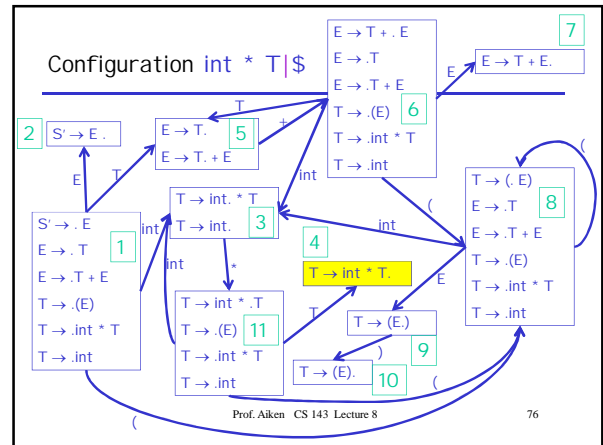 Configuration int * T|$
E → T + . E
E → .T
E → .T + E
T → .(E)
T → .int * T
T → .int
6
7
E → T + E.
E
2
S' → E .
E → T.
E → T. + E
5
T
+
E
T
int
(
(
T → int. * T
T → int.
3
int
T → (. E)
E → .T
E → .T + E
T → .(E)
T → .int * T
T → .int
8
S' → . E
E → . T
E → .T + E
T → .(E)
T → .int * T
T → .int
1
int
int
*
4
T → int * T.
E
T → int * .T
T → .(E)
T → .int * T
T → .int
11
T
T → (E.)
9
)
T → (E).
10
(
(
Prof. Aiken CS 143 Lecture 8
76